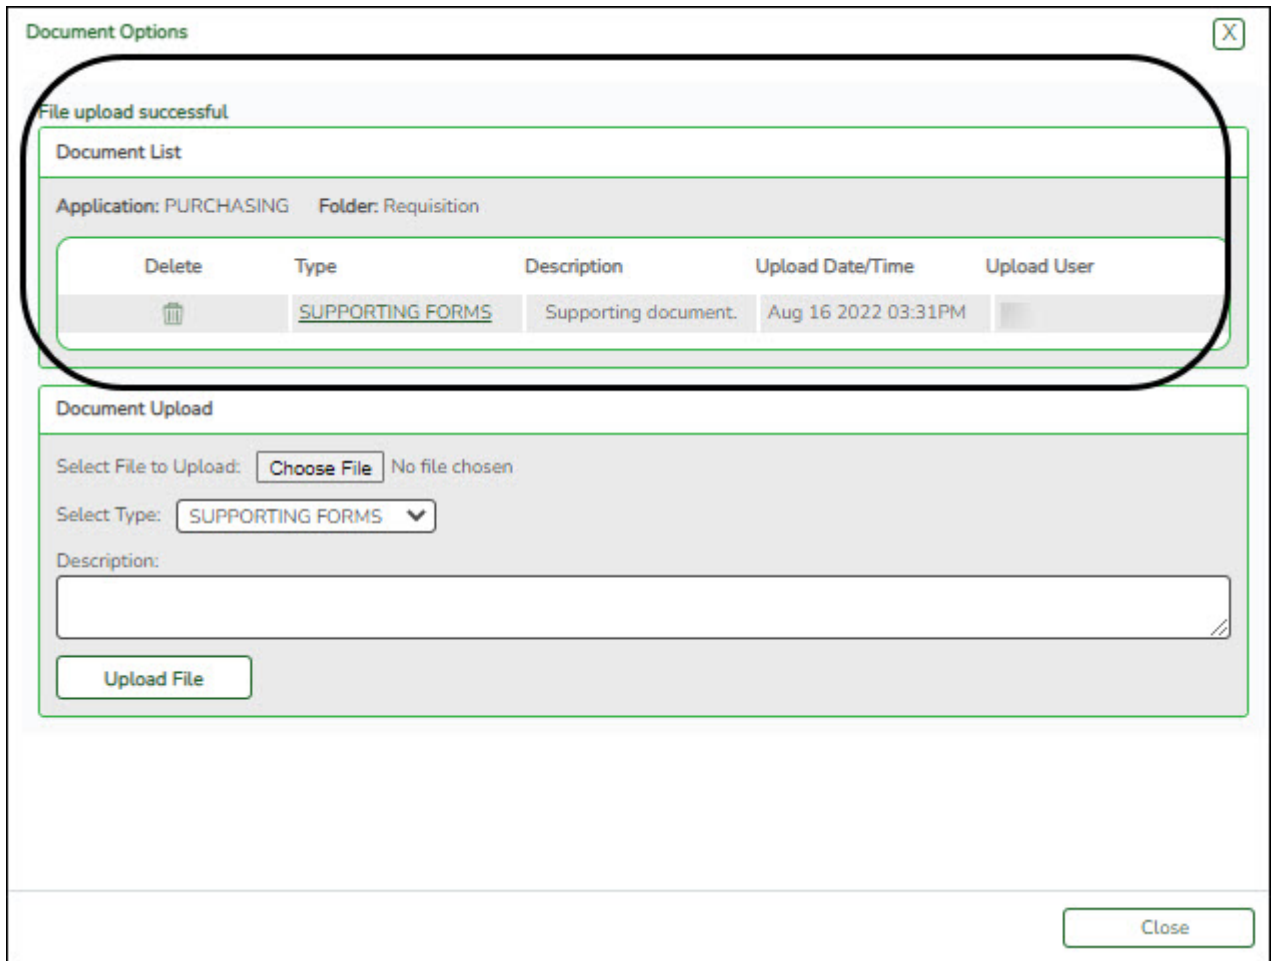 Document Options
X
File upload successful
Document List
Application: PURCHASING Folder: Requisition
Delete Type Description Upload Date/Time Upload User
SUPPORTING FORMS Supporting document. Aug 16 2022 03:31PM
Document Upload
Select File to Upload: Choose File No file chosen
Select Type: SUPPORTING FORMS
Description:
Upload File
Close